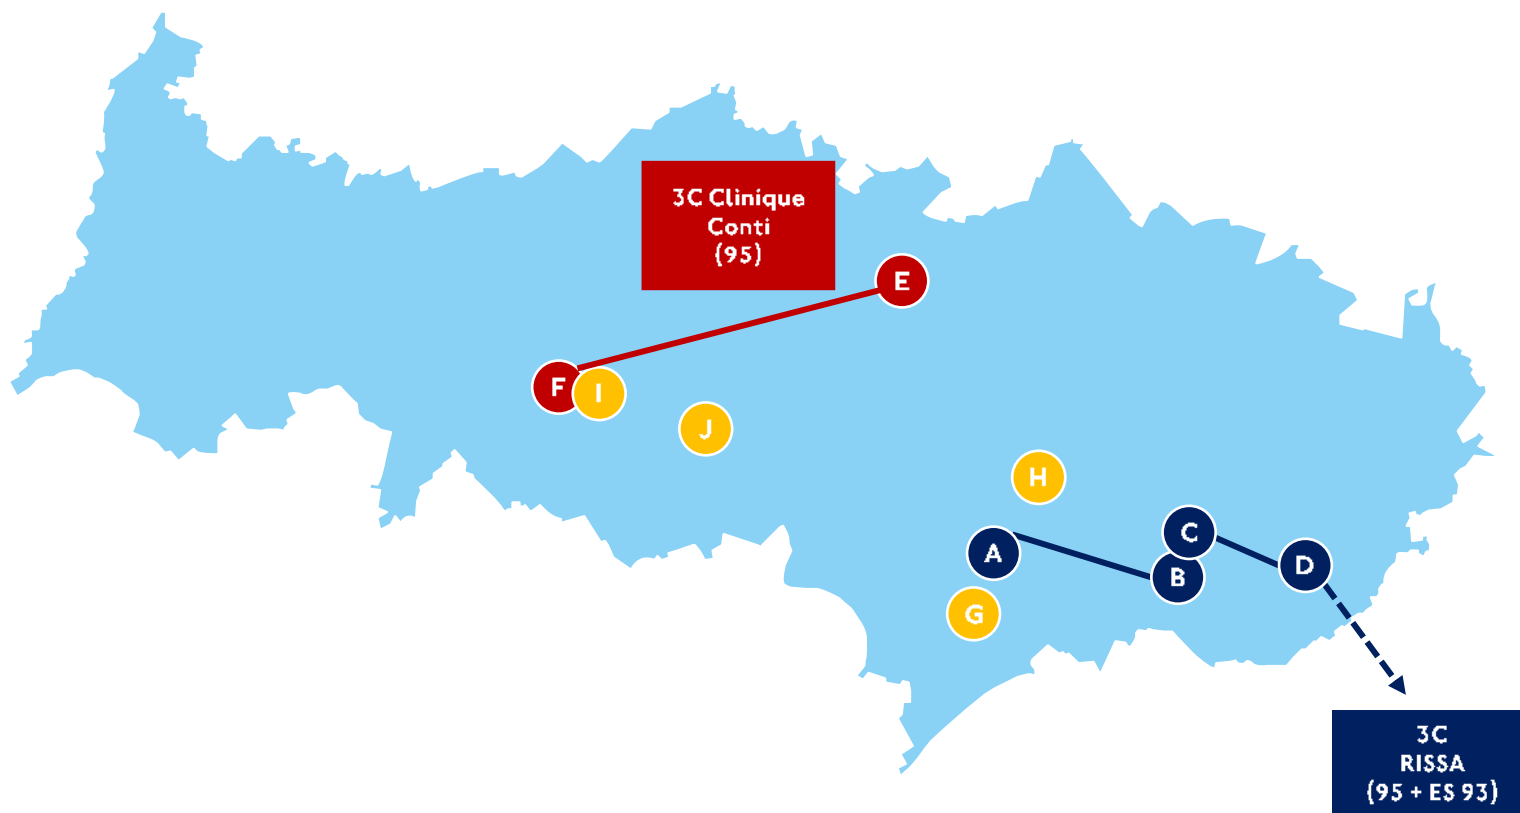 3C Clinique
Conti
(95)
E
F
I
J
H
A
C
B
D
G
3C
RISSA
(95 + ES 93)